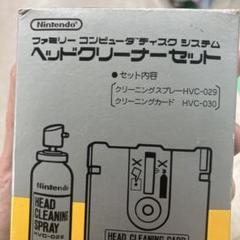 Nintendo
ファミリー コンピュータ ディスク システム
ヘッドクリーナーセット
●セット内容
クリーニングスプレーHVC-029
クリーニングカード HVC-030
Nintendo
HEAD
CLEANING
SPRAY
HVC-029
HEAD CLEANING CARD